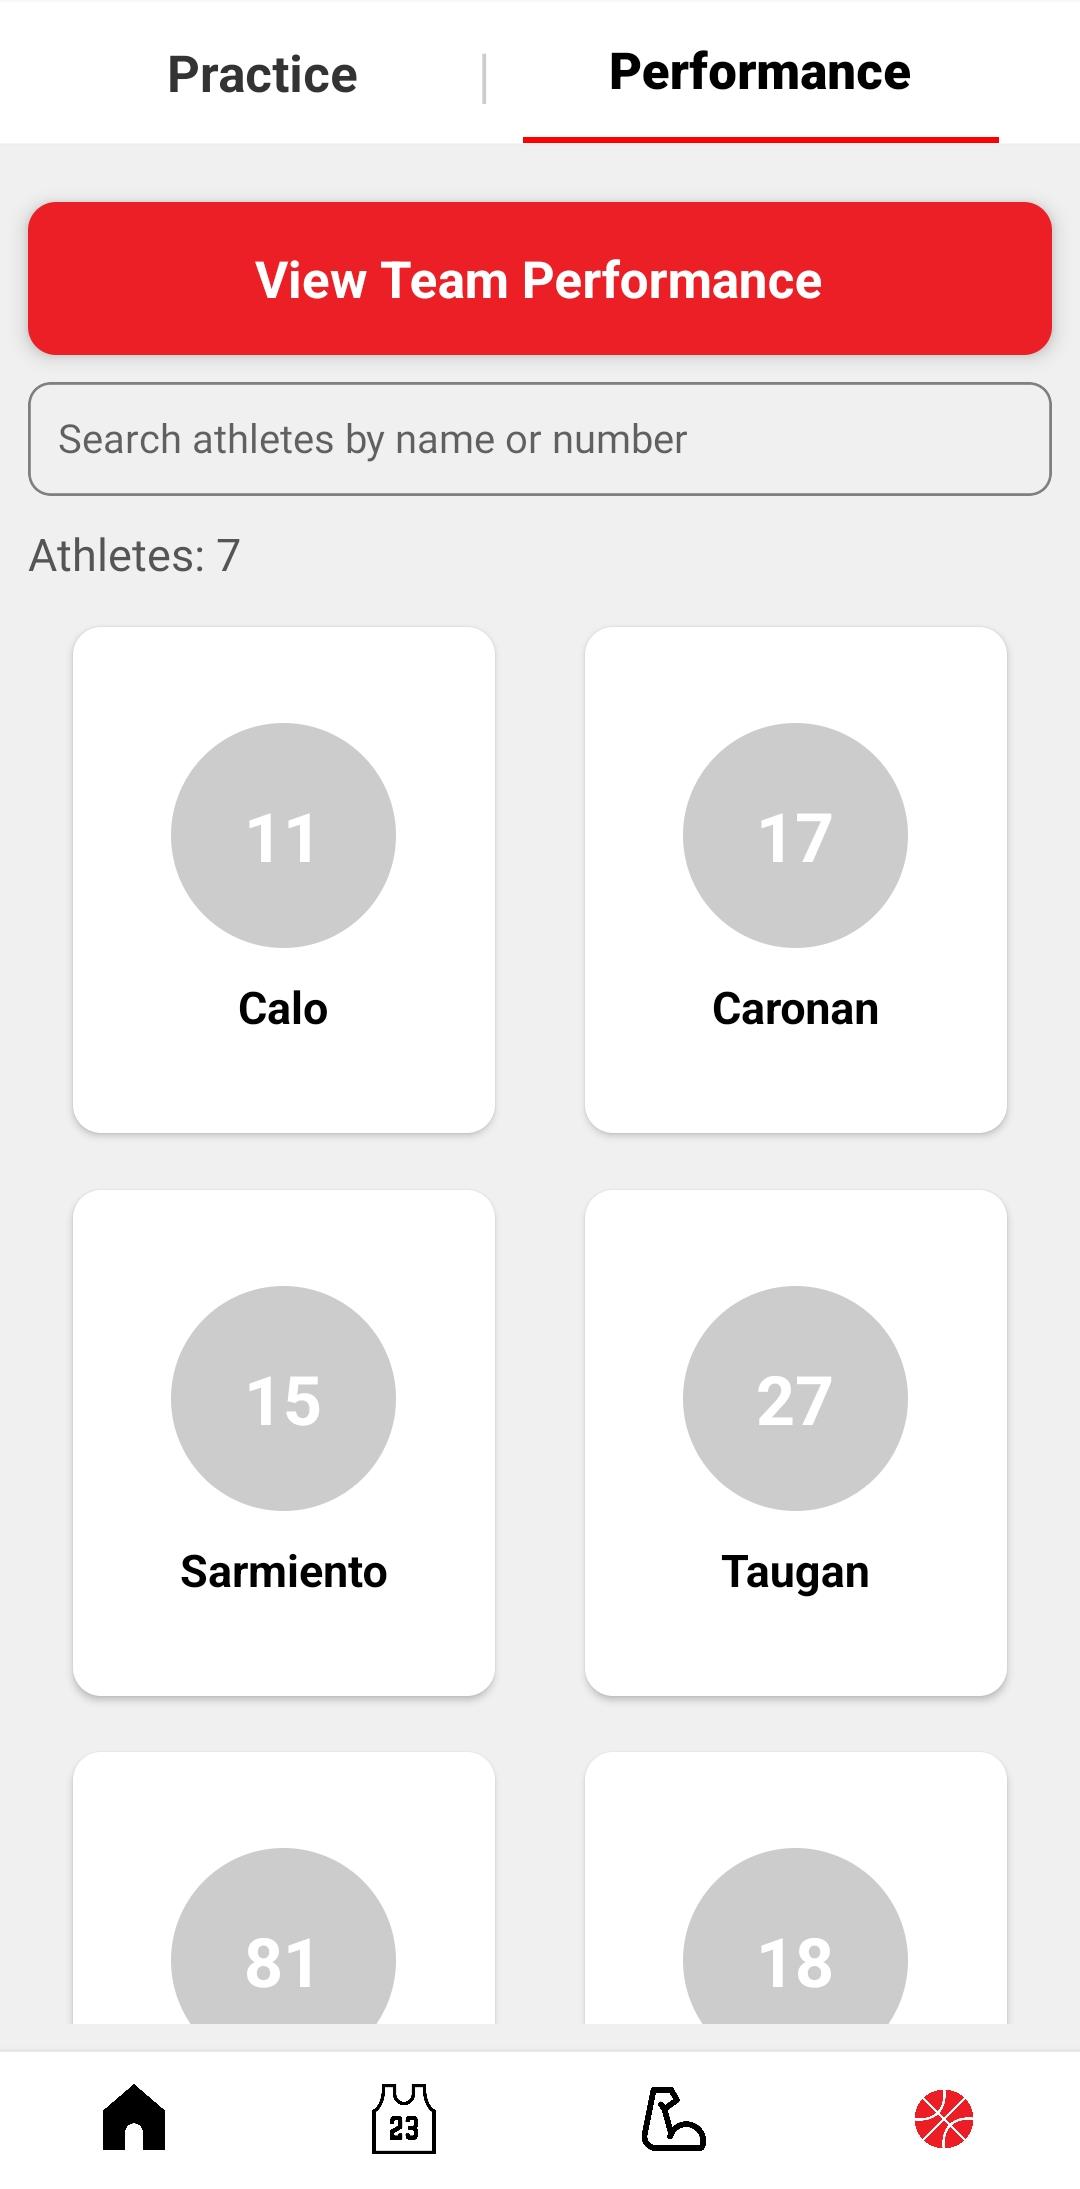 Practice | Performance
View Team Performance
Search athletes by name or number
Athletes: 7
11 17
Calo Caronan
15 27
Sarmiento Taugan
81 18
23